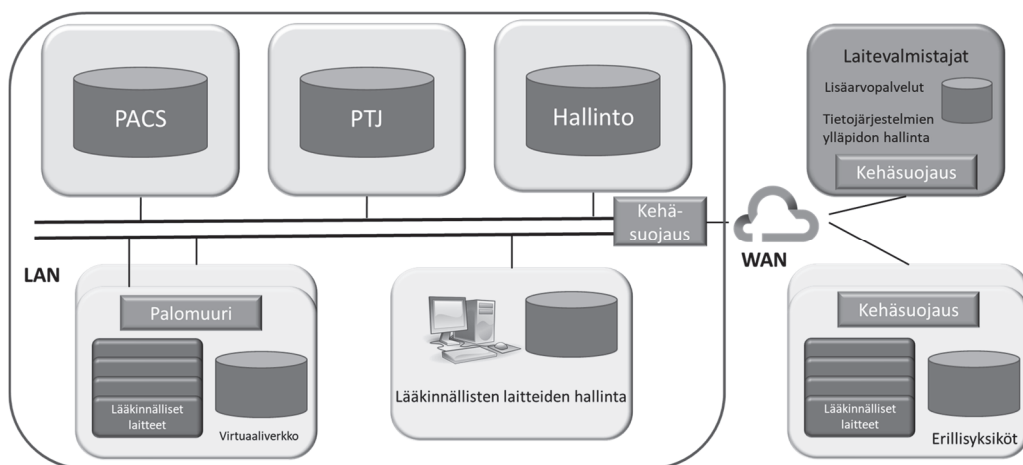 PACS
PTJ
Hallinto
Laitevalmistajat
Lisäarvopalvelut
Tietojärjestelmien
ylläpidon hallinta
Kehäsuojaus
Kehä-
suojaus
WAN
LAN
Palomuuri
Lääkinnälliset
laitteet
Virtuaaliverkko
Lääkinnällisten laitteiden hallinta
Kehäsuojaus
Lääkinnälliset
laitteet
Erillisyksiköt